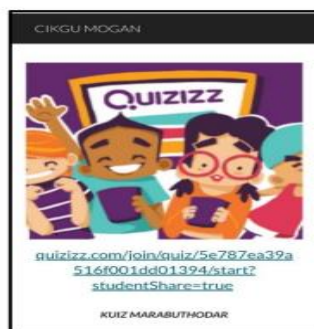 CIKGU MOGAN
QUIZIZZ
quizizz.com/join/quiz/5e787ea39a
516f001dd01394/start?
studentShare=true
KUIZ MARABUTHODAR